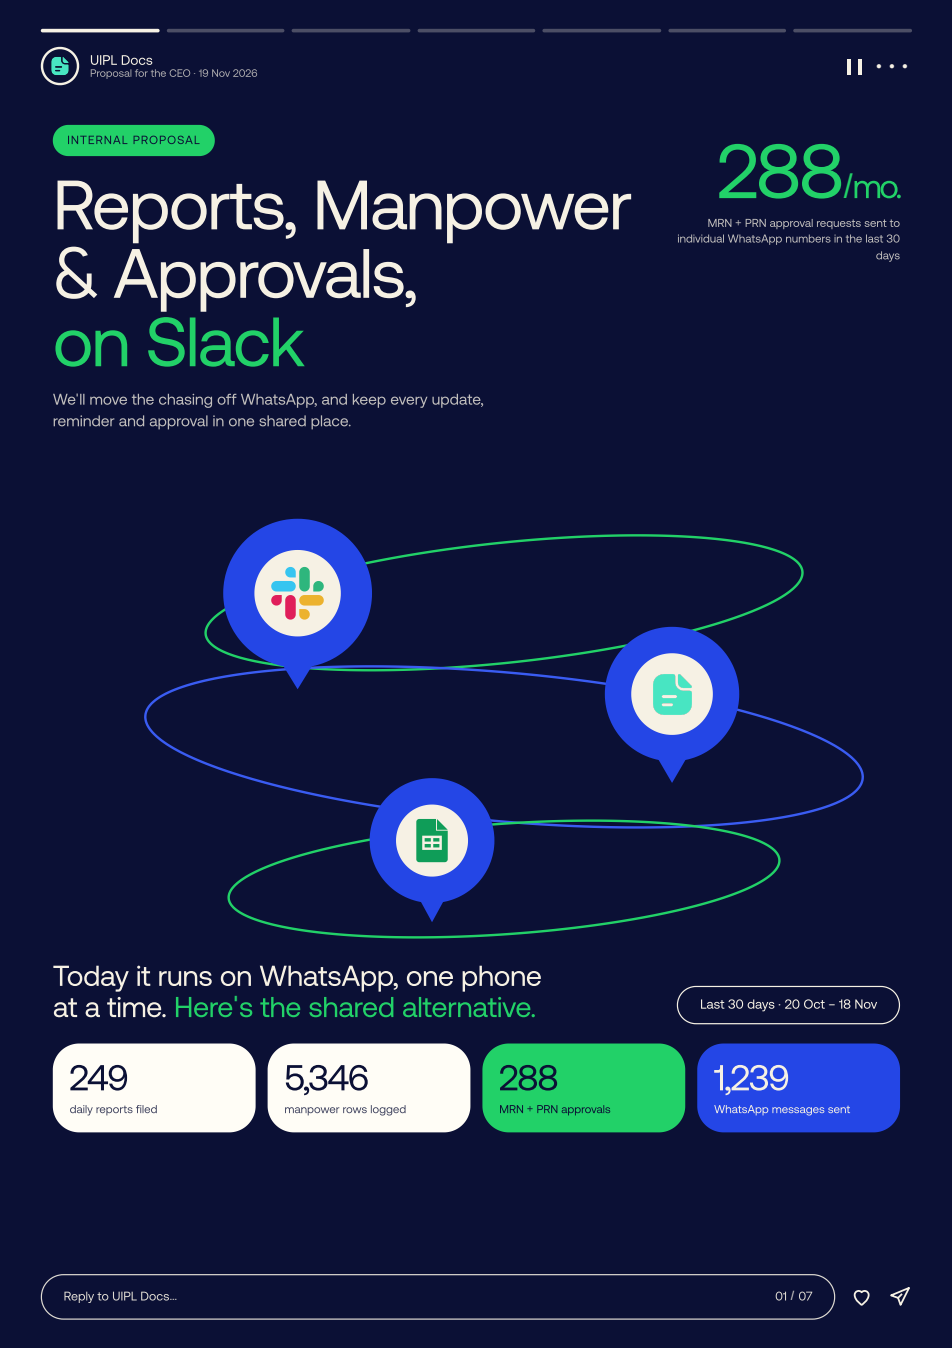 UIPL Docs
Proposal for the CEO · 19 Nov 2026
INTERNAL PROPOSAL
Reports, Manpower
& Approvals,
on Slack
We'll move the chasing off WhatsApp, and keep every update,
reminder and approval in one shared place.
288/mo.
MRN + PRN approval requests sent to
individual WhatsApp numbers in the last 30
days
Today it runs on WhatsApp, one phone
at a time. Here's the shared alternative.
Last 30 days · 20 Oct – 18 Nov
249
daily reports filed
5,346
manpower rows logged
288
MRN + PRN approvals
1,239
WhatsApp messages sent
Reply to UIPL Docs...
01 / 07